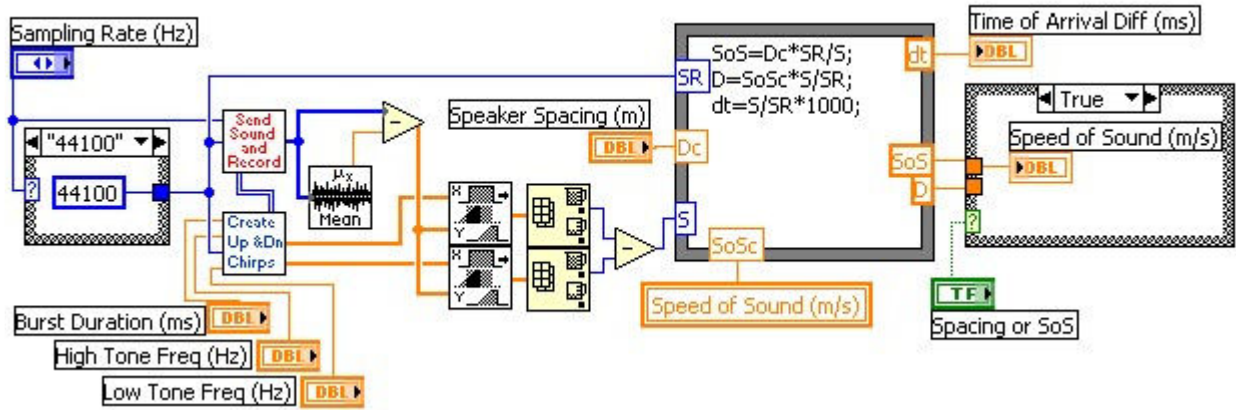 Sampling Rate (Hz)
"44100"
?
44100
Send
Sound
and
Record
Create
Up &Dn
Chirps
μx
Mean
Burst Duration (ms)
DBL
High Tone Freq (Hz)
DBL
Low Tone Freq (Hz)
DBL
X
Y
X
Y
Speaker Spacing (m)
DBL
SoS=Dc*SR/S;
D=SoSc*S/SR;
dt=S/SR*1000;
SR
Dc
S
SoSc
dt
SoS
D
Speed of Sound (m/s)
Time of Arrival Diff (ms)
DBL
True
Speed of Sound (m/s)
DBL
?
TF
Spacing or SoS